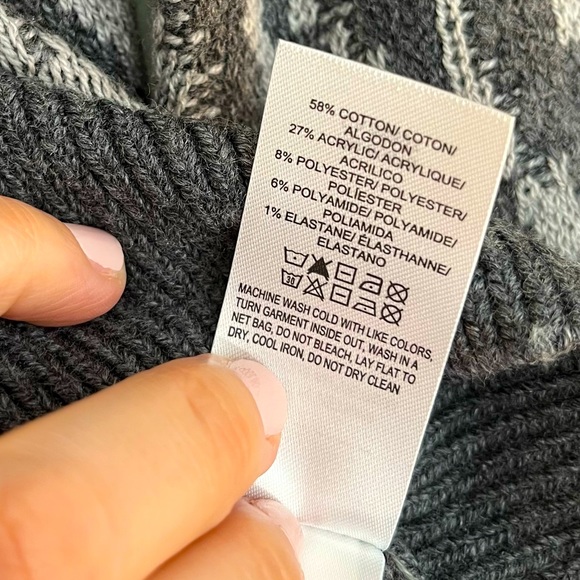 58% COTTON/ COTON/
ALGODON
27% ACRYLIC/ ACRYLIQUE/
ACRILICO
8% POLYESTER/ POLYESTER/
POLIESTER
6% POLYAMIDE/ POLYAMIDE/
POLIAMIDA
1% ELASTANE/ ÉLASTHANNE/
ELASTANO
30
MACHINE WASH COLD WITH LIKE COLORS,
TURN GARMENT INSIDE OUT, WASH IN A
NET BAG, DO NOT BLEACH, LAY FLAT TO
DRY, COOL IRON, DO NOT DRY CLEAN